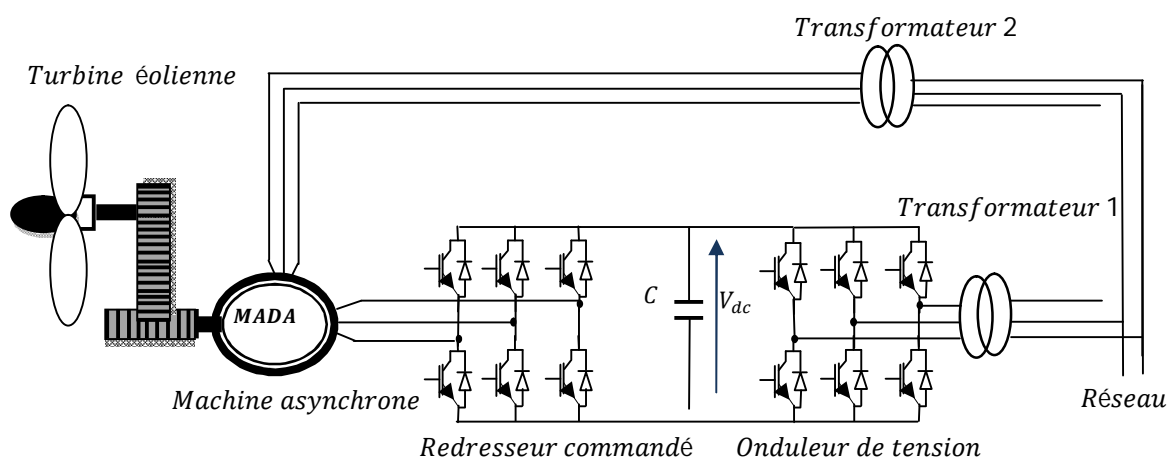 Transformateur 2
Turbine éolienne
Transformateur 1
C
V_dc
MADA
Machine asynchrone
Réseau
Redresseur commandé
Onduleur de tension